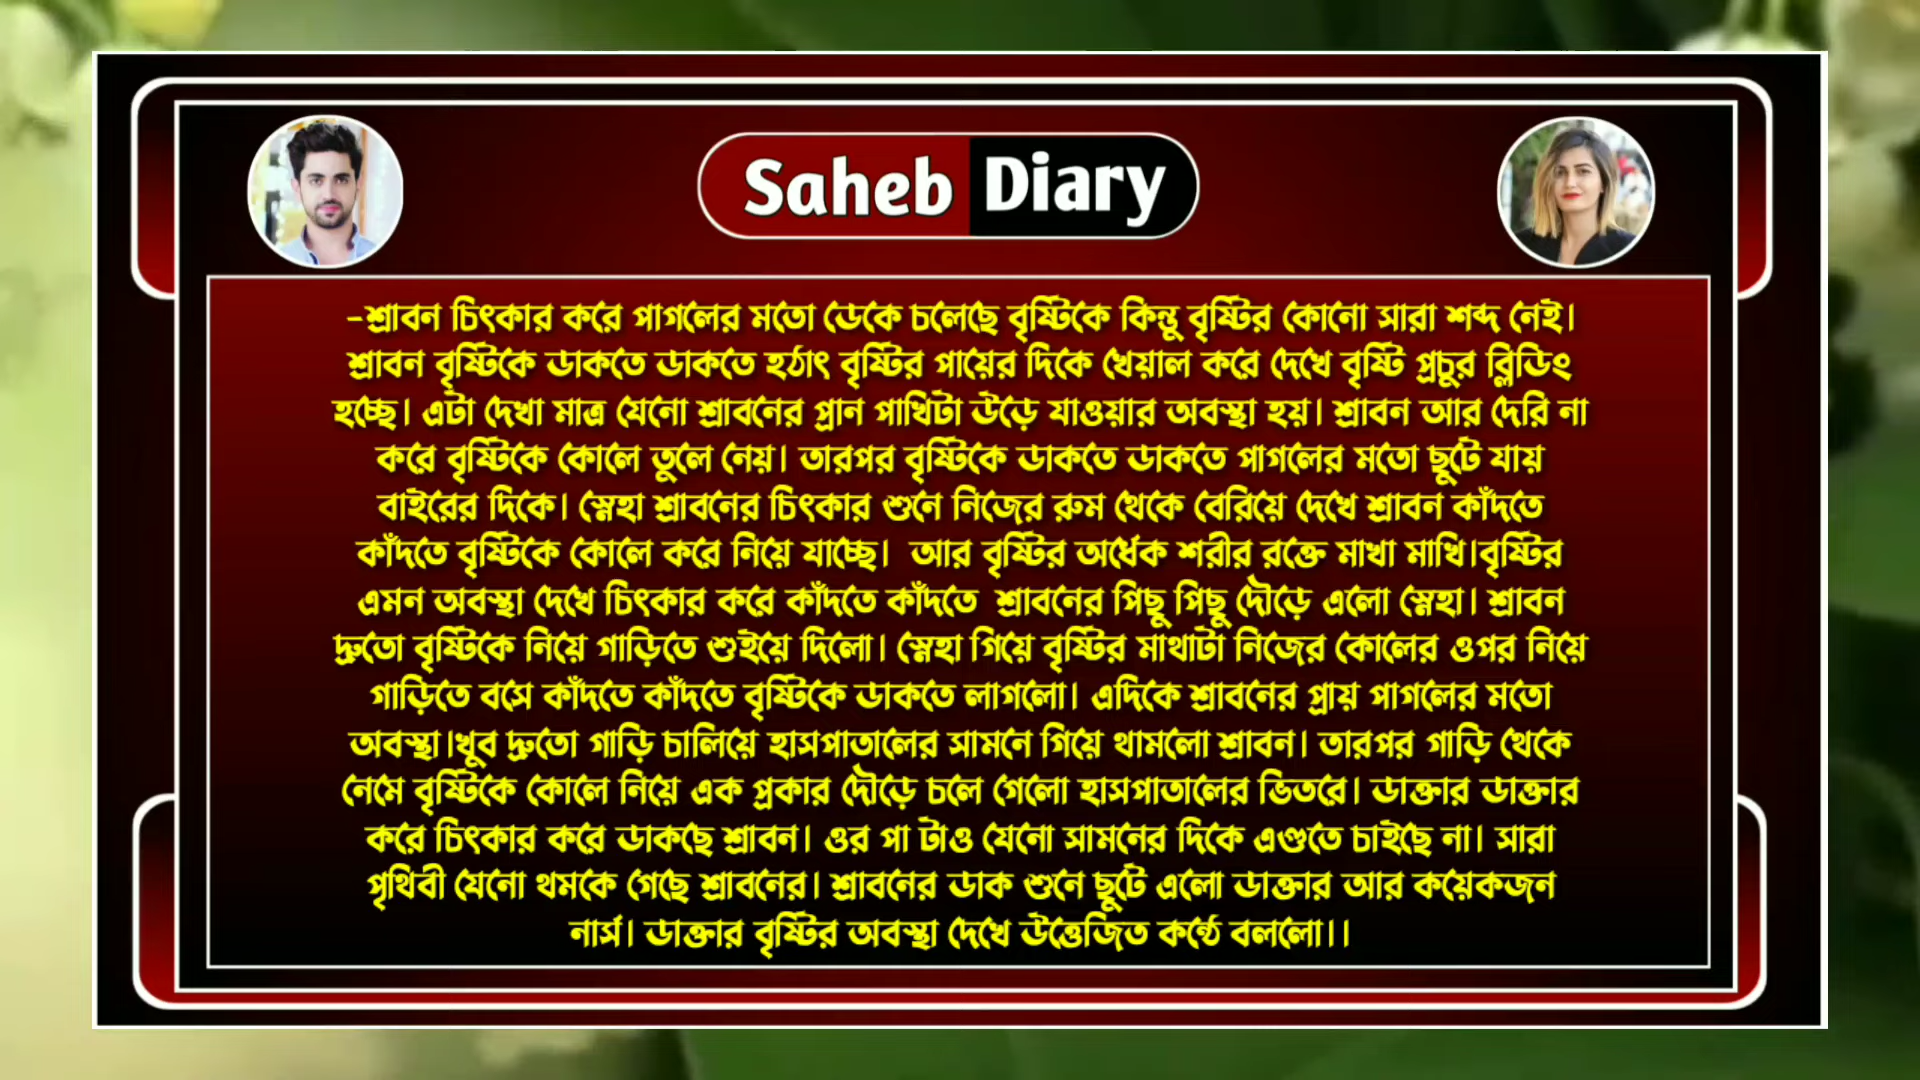 Saheb Diary
-শ্রাবন চিৎকার করে পাগলের মতো ডেকে চলেছে বৃষ্টিকে কিন্তু বৃষ্টির কোনো সারা শব্দ নেই।
শ্রাবন বৃষ্টিকে ডাকতে ডাকতে হঠাৎ বৃষ্টির পায়ের দিকে খেয়াল করে দেখে বৃষ্টি প্রচুর ব্লিডিং
হচ্ছে। এটা দেখা মাত্র যেনো শ্রাবনের প্রান পাখিটা উড়ে যাওয়ার অবস্থা হয়। শ্রাবন আর দেরি না
করে বৃষ্টিকে কোলে তুলে নেয়। তারপর বৃষ্টিকে ডাকতে ডাকতে পাগলের মতো ছুটে যায়
বাইরের দিকে। স্নেহা শ্রাবনের চিৎকার শুনে নিজের রুম থেকে বেরিয়ে দেখে শ্রাবন কাঁদতে
কাঁদতে বৃষ্টিকে কোলে করে নিয়ে যাচ্ছে।  আর বৃষ্টির অর্ধেক শরীর রক্তে মাখা মাখি।বৃষ্টির
এমন অবস্থা দেখে চিৎকার করে কাঁদতে কাঁদতে  শ্রাবনের পিছু পিছু দৌড়ে এলো স্নেহা। শ্রাবন
দ্রুতো বৃষ্টিকে নিয়ে গাড়িতে শুইয়ে দিলো। স্নেহা গিয়ে বৃষ্টির মাথাটা নিজের কোলের ওপর নিয়ে
গাড়িতে বসে কাঁদতে কাঁদতে বৃষ্টিকে ডাকতে লাগলো। এদিকে শ্রাবনের প্রায় পাগলের মতো
অবস্থা।খুব দ্রুতো গাড়ি চালিয়ে হাসপাতালের সামনে গিয়ে থামলো শ্রাবন। তারপর গাড়ি থেকে
নেমে বৃষ্টিকে কোলে নিয়ে এক প্রকার দৌড়ে চলে গেলো হাসপাতালের ভিতরে। ডাক্তার ডাক্তার
করে চিৎকার করে ডাকছে শ্রাবন। ওর পা টাও যেনো সামনের দিকে এগুতে চাইছে না। সারা
পৃথিবী যেনো থমকে গেছে শ্রাবনের। শ্রাবনের ডাক শুনে ছুটে এলো ডাক্তার আর কয়েকজন
নার্স। ডাক্তার বৃষ্টির অবস্থা দেখে উত্তেজিত কন্ঠে বললো।।